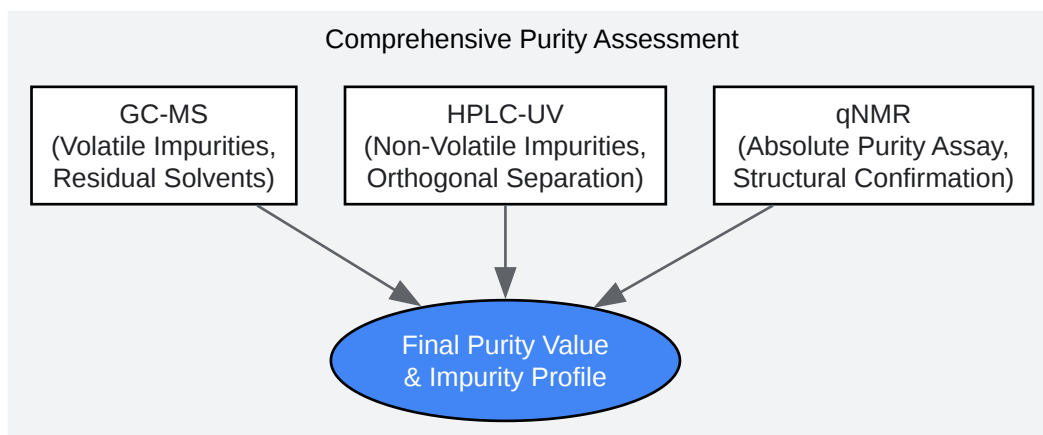 Comprehensive Purity Assessment
GC-MS
(Volatile Impurities,
Residual Solvents)
HPLC-UV
(Non-Volatile Impurities,
Orthogonal Separation)
qNMR
(Absolute Purity Assay,
Structural Confirmation)
Final Purity Value
& Impurity Profile